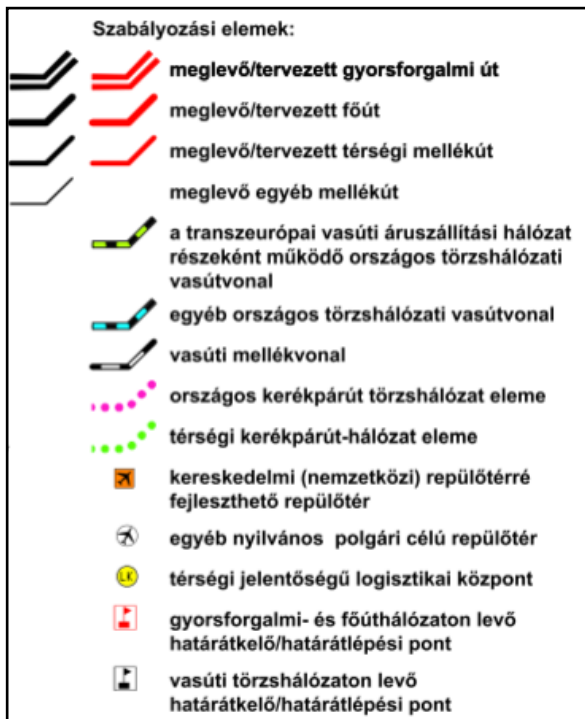 Szabályozási elemek:
meglevő/tervezett gyorsforgalmi út
meglevő/tervezett főút
meglevő/tervezett térségi mellékút
meglevő egyéb mellékút
a transzeurópai vasúti áruszállítási hálózat
részeként működő országos törzshálózati
vasútvonal
egyéb országos törzshálózati vasútvonal
vasúti mellékvonal
országos kerékpárút törzshálózat eleme
térségi kerékpárút-hálózat eleme
kereskedelmi (nemzetközi) repülőtérré
fejleszthető repülőtér
egyéb nyilvános polgári célú repülőtér
LK térségi jelentőségű logisztikai központ
gyorsforgalmi- és főúthálózaton levő
határátkelő/határátlépési pont
vasúti törzshálózaton levő
határátkelő/határátlépési pont